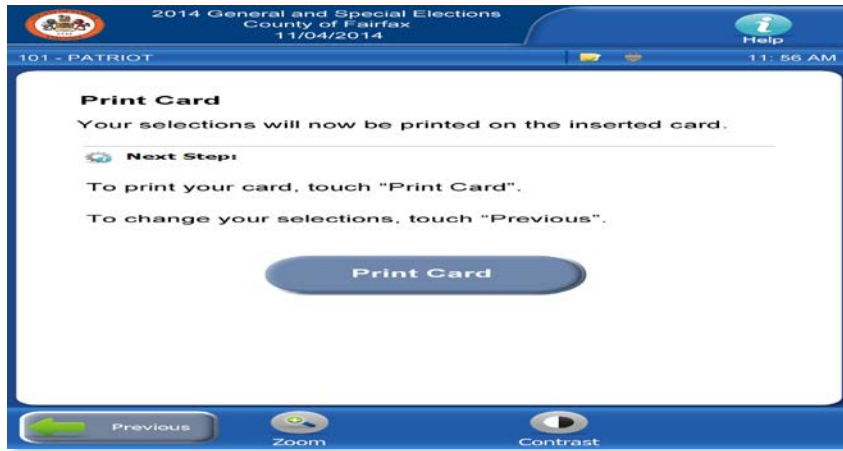 2014 General and Special Elections
County of Fairfax
11/04/2014
Help
101 - PATRIOT
11:56 AM
Print Card
Your selections will now be printed on the inserted card.
Next Step:
To print your card, touch "Print Card".
To change your selections, touch "Previous".
Print Card
Previous
Zoom
Contrast